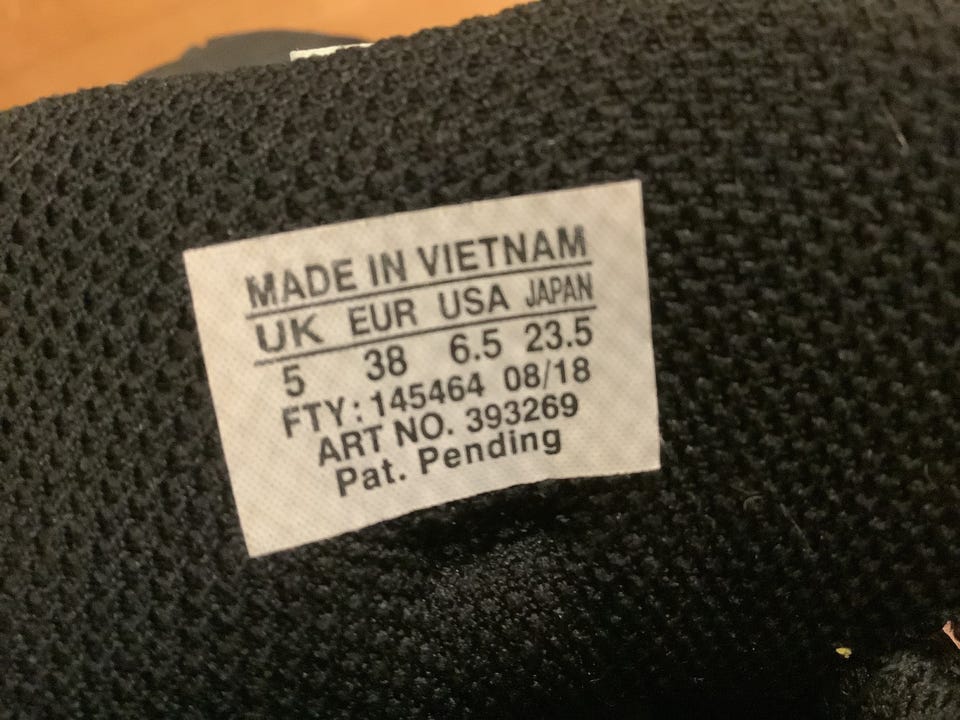 MADE IN VIETNAM
UK EUR USA JAPAN
5 38 6.5 23.5
FTY: 145464 08/18
ART NO. 393269
Pat. Pending